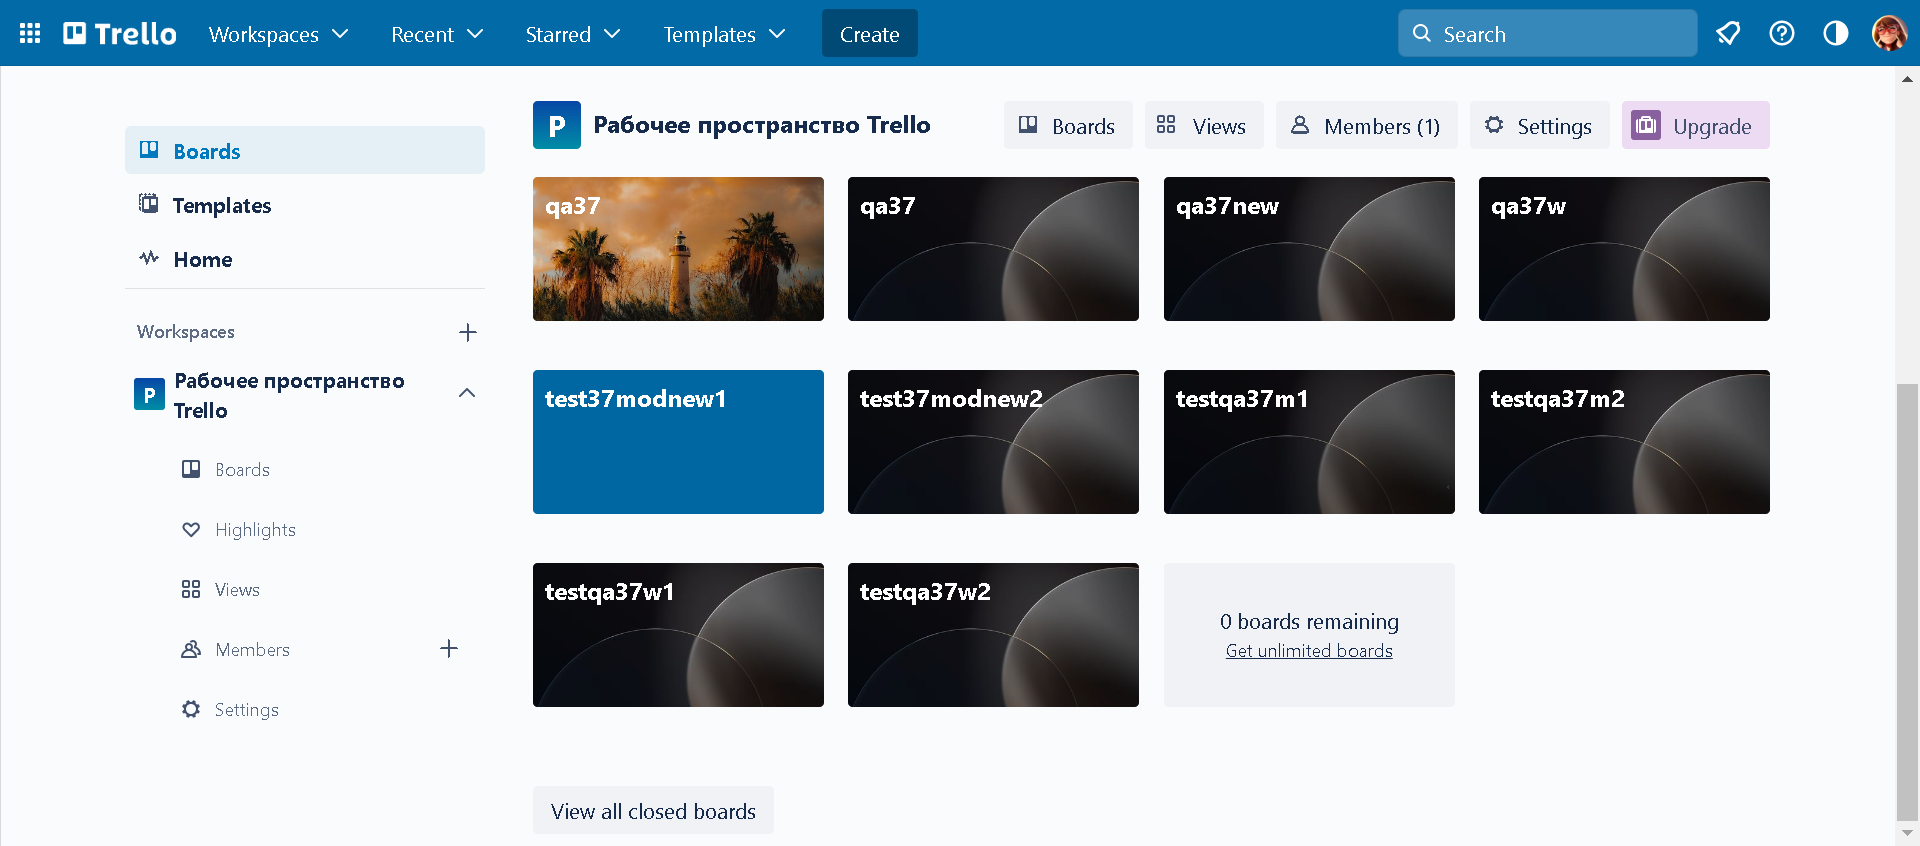 Trello Workspaces Recent Starred Templates Create Search
Boards
Templates
Home
Workspaces
P Рабочее пространство
Trello
Boards
Highlights
Views
Members
Settings
P Рабочее пространство Trello Boards Views Members (1) Settings Upgrade
qa37 qa37 qa37new qa37w
test37modnew1 test37modnew2 testqa37m1 testqa37m2
testqa37w1 testqa37w2
0 boards remaining
Get unlimited boards
View all closed boards